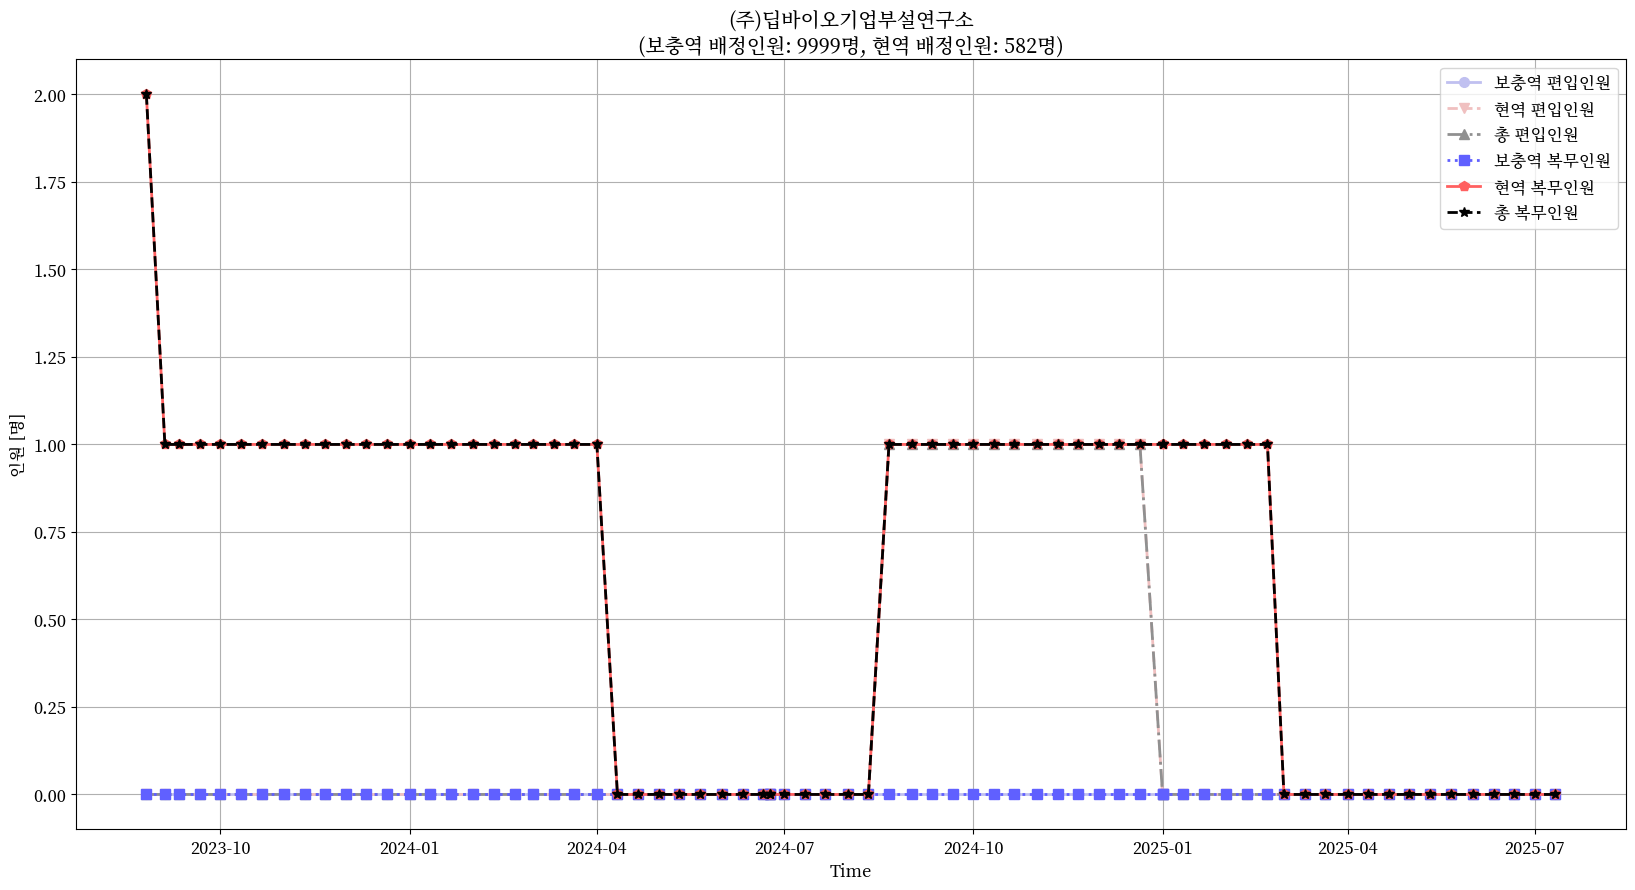 (주)딥바이오기업부설연구소
(보충역 배정인원: 9999명, 현역 배정인원: 582명)
보충역 편입인원
현역 편입인원
총 편입인원
보충역 복무인원
현역 복무인원
총 복무인원
인원 [명]
2.00
1.75
1.50
1.25
1.00
0.75
0.50
0.25
0.00
2023-10
2024-01
2024-04
2024-07
2024-10
2025-01
2025-04
2025-07
Time